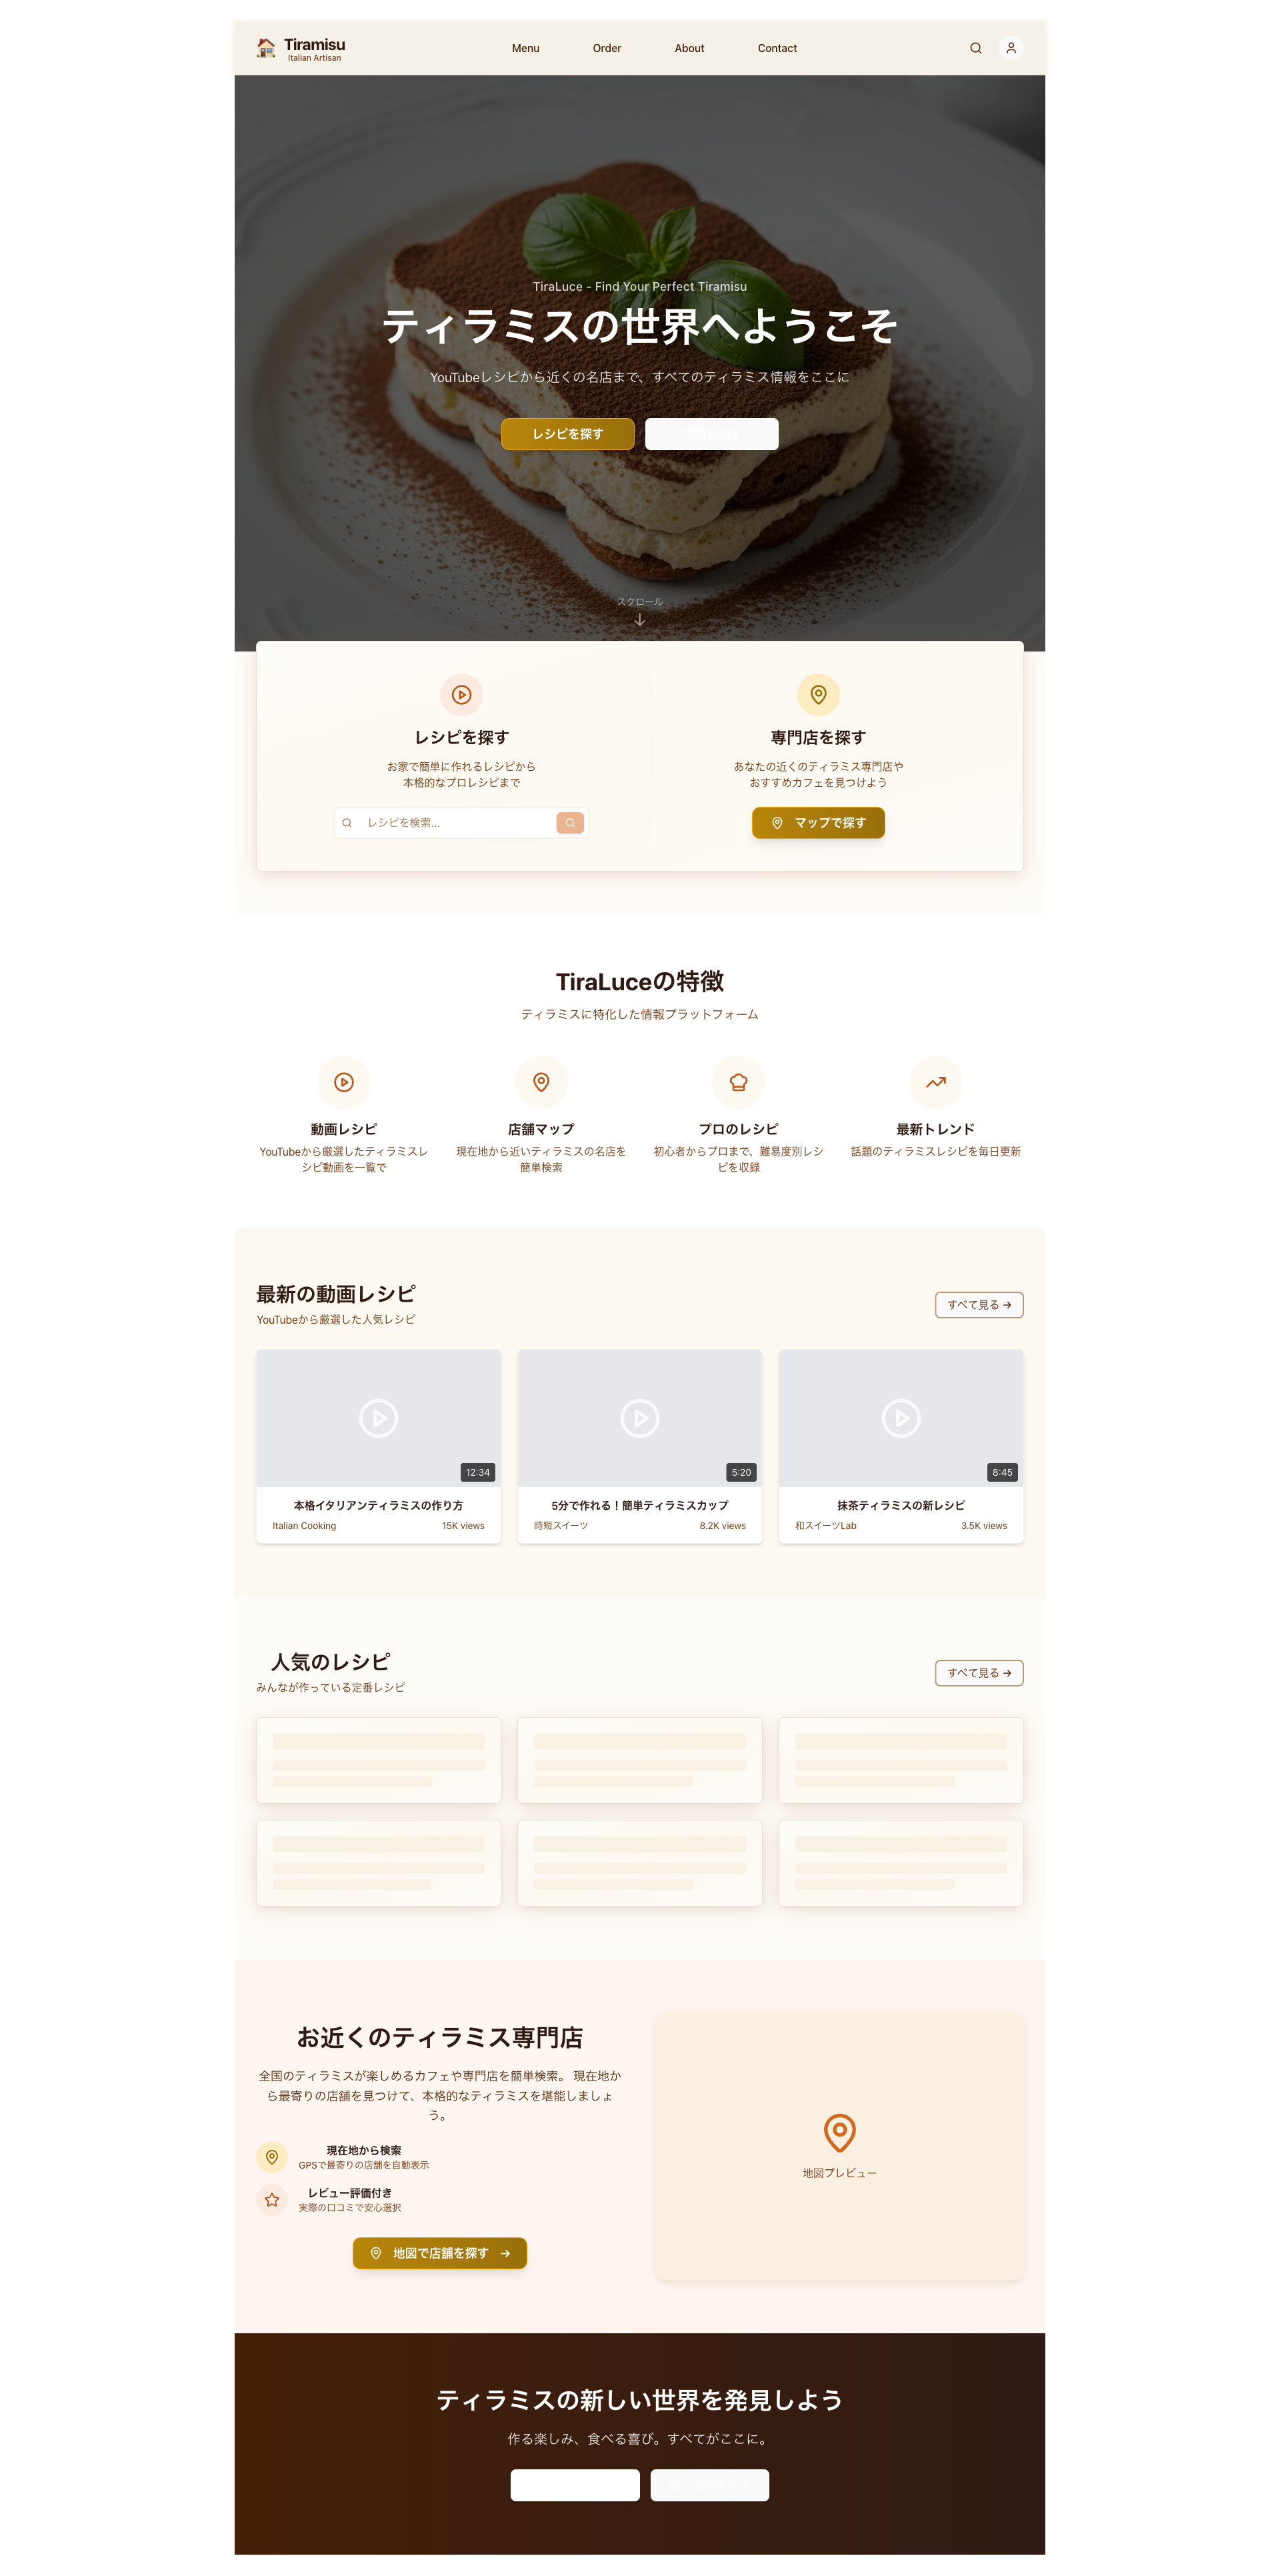 Tiramisu
Italian Artisan
Menu
Order
About
Contact
TiraLuce - Find Your Perfect Tiramisu
ティラミスの世界へようこそ
YouTubeレシピから近くの名店まで、すべてのティラミス情報をここに
レシピを探す
スクロール
レシピを探す
お家で簡単に作れるレシピから
本格的なプロレシピまで
レシピを検索...
専門店を探す
あなたの近くのティラミス専門店や
おすすめカフェを見つけよう
マップで探す
TiraLuceの特徴
ティラミスに特化した情報プラットフォーム
動画レシピ
YouTubeから厳選したティラミスレ
シピ動画を一覧で
店舗マップ
現在地から近いティラミスの名店を
簡単検索
プロのレシピ
初心者からプロまで、難易度別レシ
ピを収録
最新トレンド
話題のティラミスレシピを毎日更新
最新の動画レシピ
YouTubeから厳選した人気レシピ
すべて見る →
12:34
本格イタリアンティラミスの作り方
Italian Cooking
15K views
5:20
5分で作れる！簡単ティラミスカップ
時短スイーツ
8.2K views
8:45
抹茶ティラミスの新レシピ
和スイーツLab
3.5K views
人気のレシピ
みんなが作っている定番レシピ
すべて見る →
お近くのティラミス専門店
全国のティラミスが楽しめるカフェや専門店を簡単検索。 現在地か
ら最寄りの店舗を見つけて、本格的なティラミスを堪能しましょ
う。
現在地から検索
GPSで最寄りの店舗を自動表示
レビュー評価付き
実際の口コミで安心選択
地図で店舗を探す →
地図プレビュー
ティラミスの新しい世界を発見しよう
作る楽しみ、食べる喜び。すべてがここに。